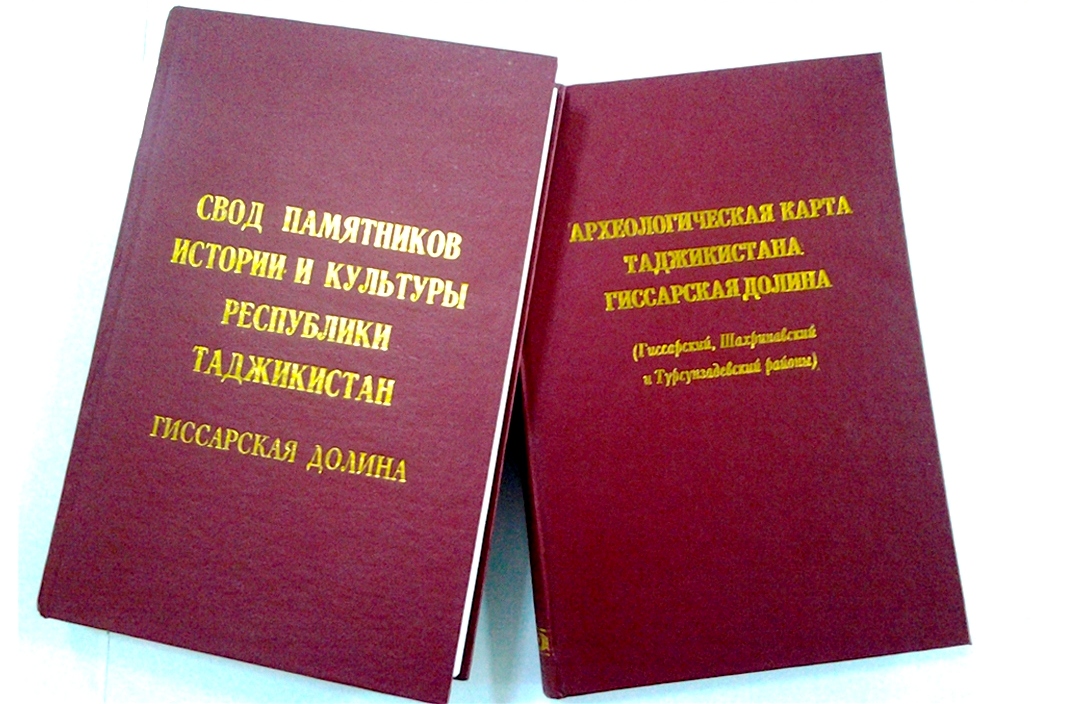 СВОД ПАМЯТНИКОВ
ИСТОРИИ И КУЛЬТУРЫ
РЕСПУБЛИКИ
ТАДЖИКИСТАН
ГИССАРСКАЯ ДОЛИНА
АРХЕОЛОГИЧЕСКАЯ КАРТА
ТАДЖИКИСТАНА
ГИССАРСКАЯ ДОЛИНА
(Гиссарский, Шахринавский
и Турсунзадевский районы)